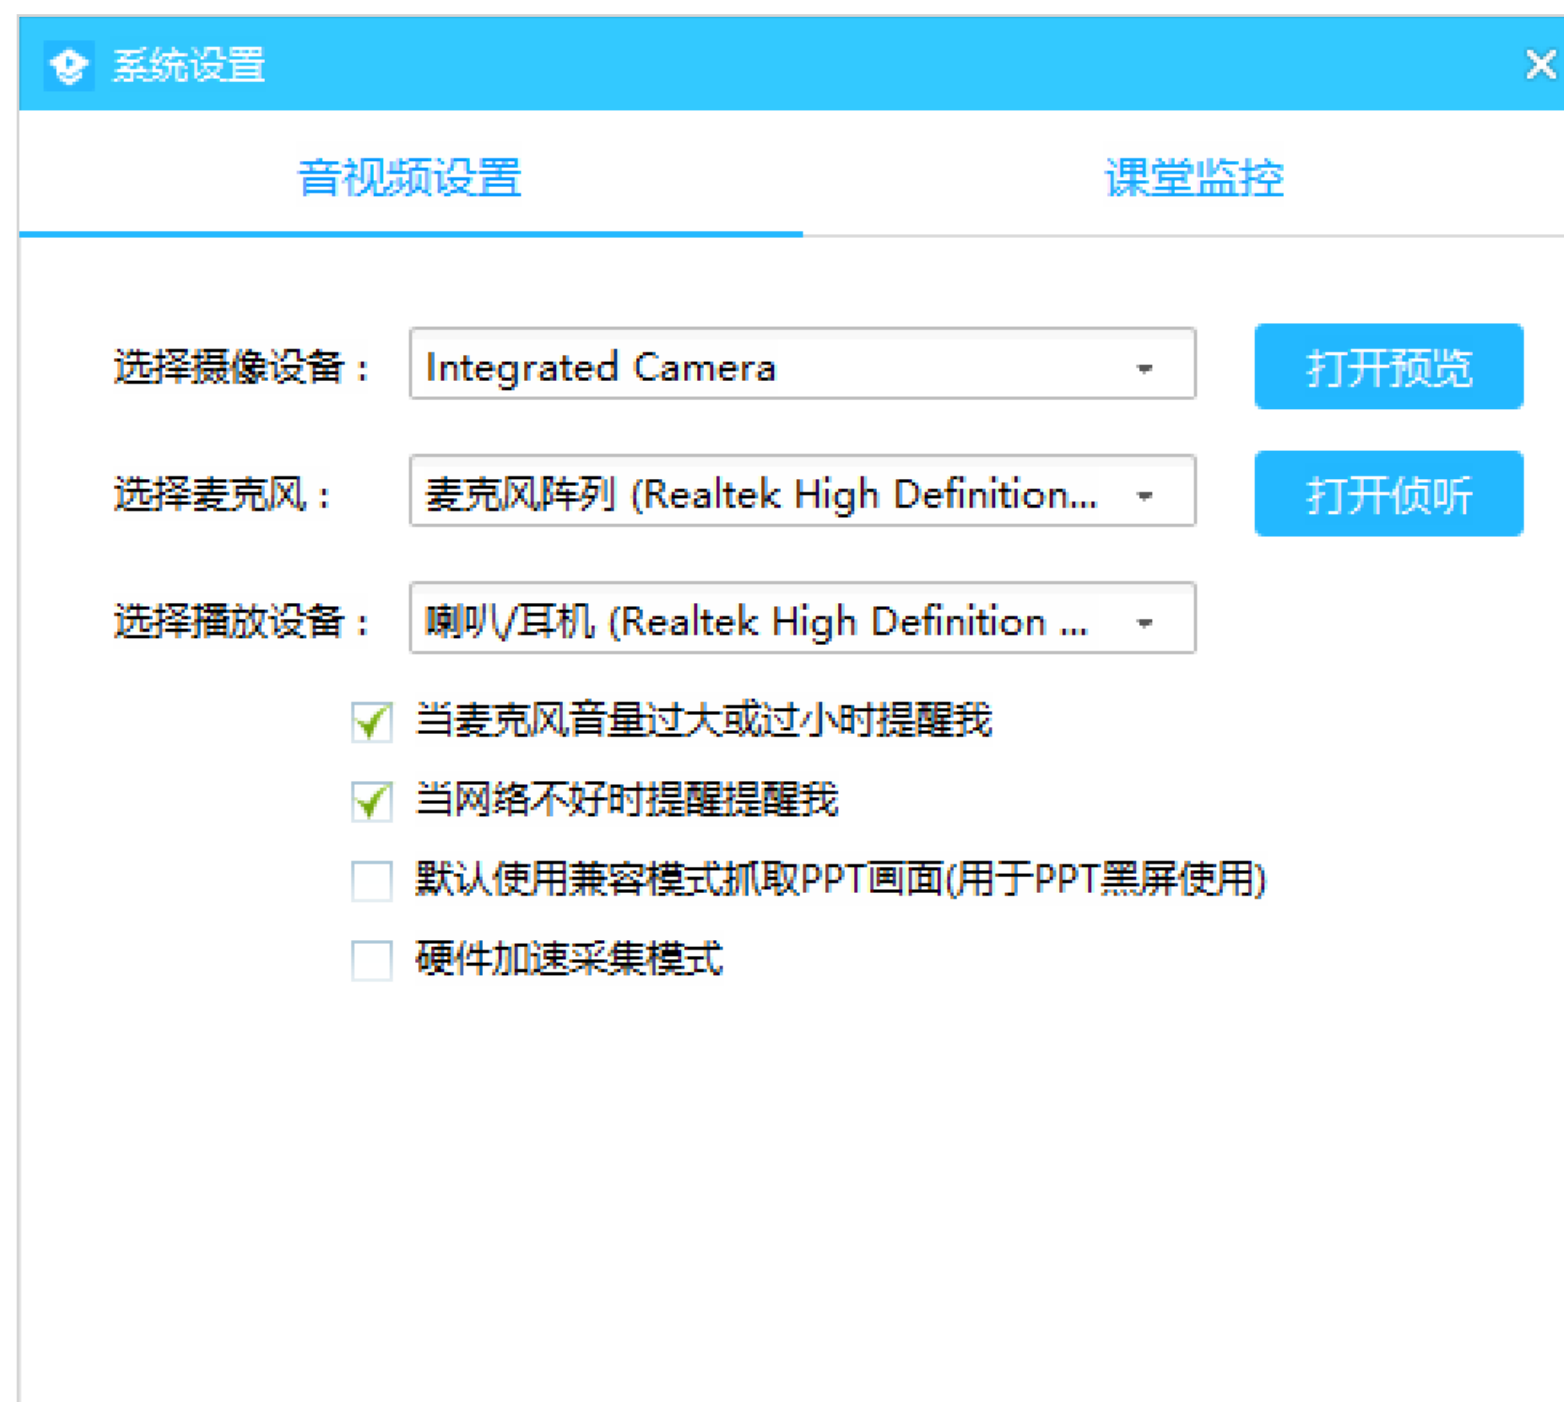 系统设置
音视频设置 课堂监控
选择摄像设备： Integrated Camera 打开预览
选择麦克风： 麦克风阵列 (Realtek High Definition... 打开侦听
选择播放设备： 喇叭/耳机 (Realtek High Definition ...
当麦克风音量过大或过小时提醒我
当网络不好时提醒提醒我
默认使用兼容模式抓取PPT画面(用于PPT黑屏使用)
硬件加速采集模式